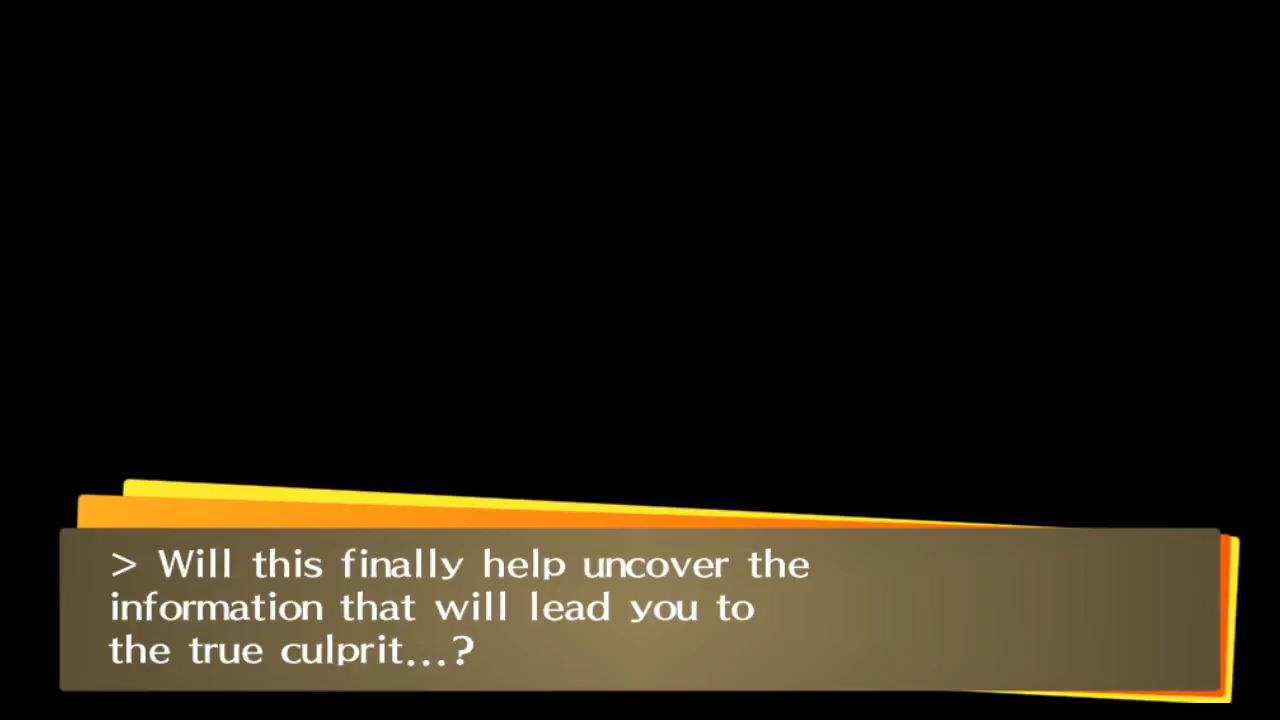 > Will this finally help uncover the
information that will lead you to
the true culprit...?